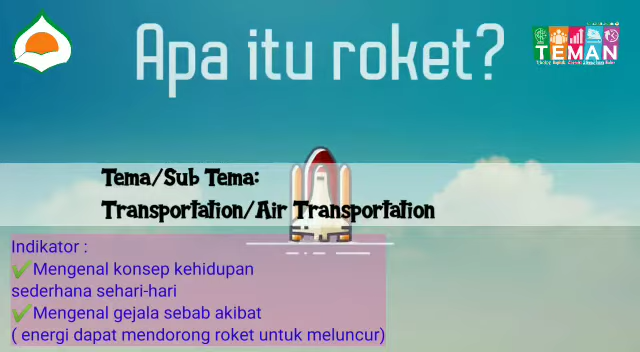 Apa itu roket?
TEMAN
Tema/Sub Tema:
Transportation/Air Transportation
Indikator :
✔Mengenal konsep kehidupan
sederhana sehari-hari
✔Mengenal gejala sebab akibat
( energi dapat mendorong roket untuk meluncur)